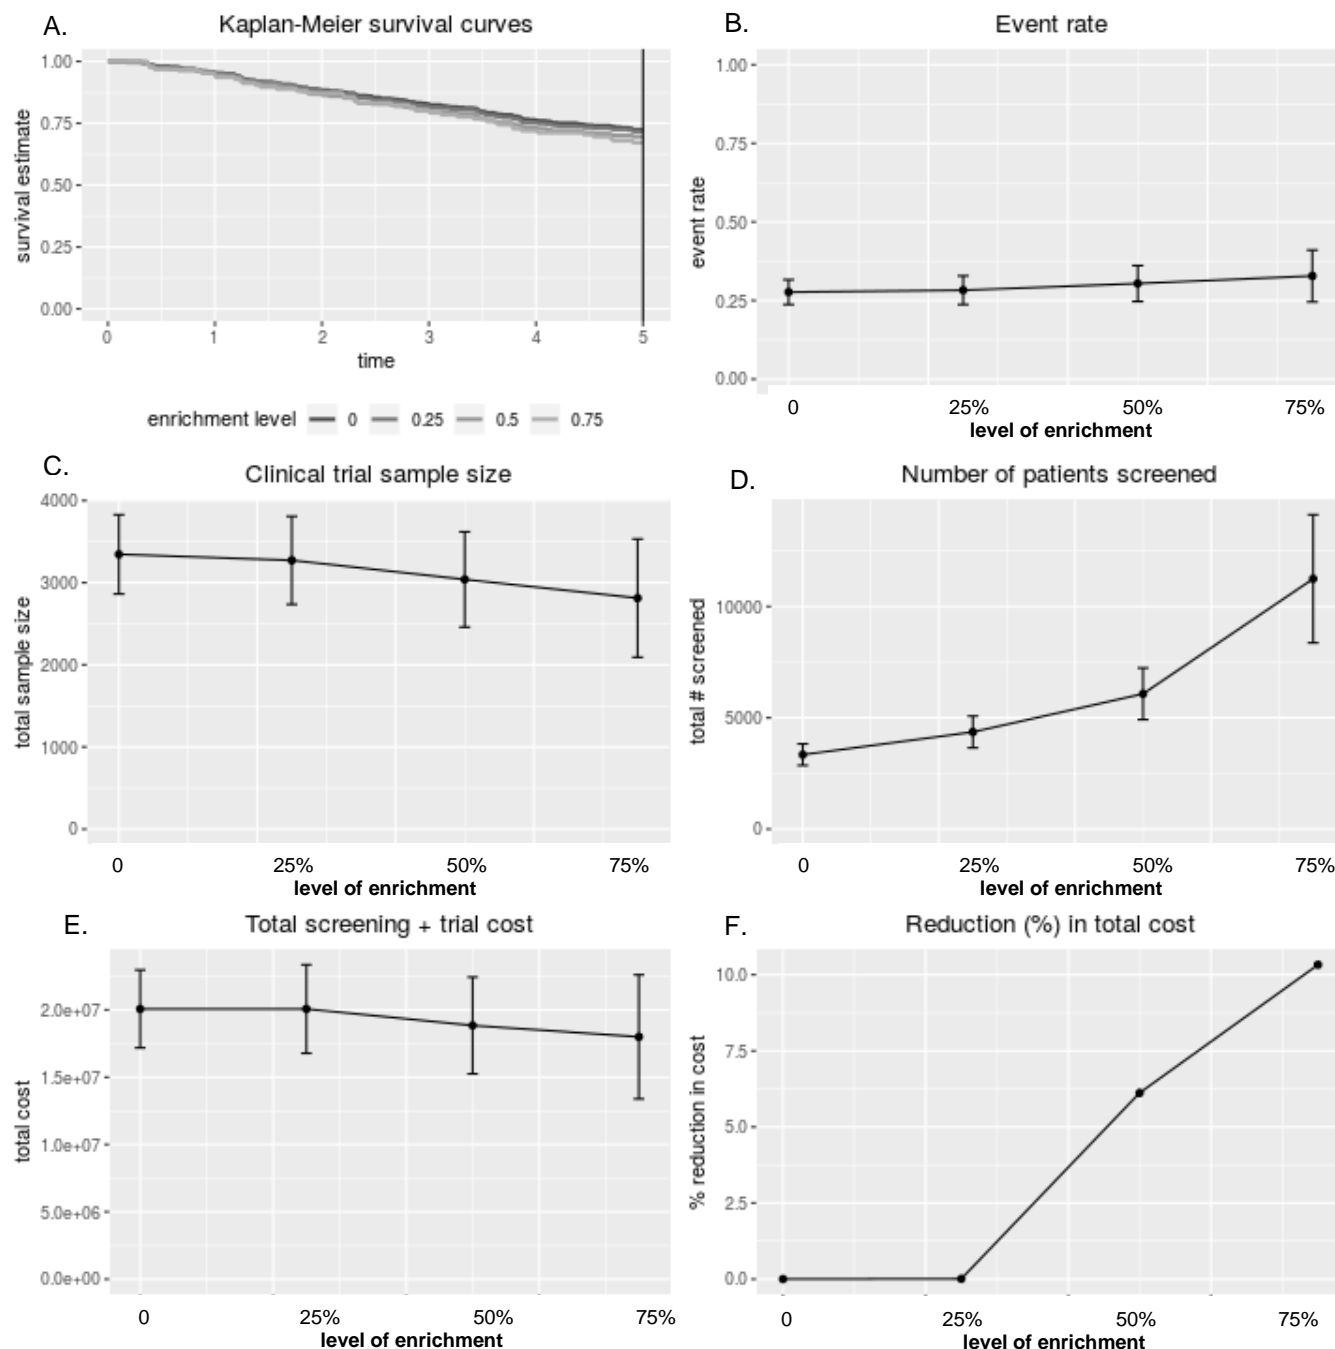 A.
Kaplan-Meier survival curves
1.00
0.75
0.50
0.25
0.00
survival estimate
0 1 2 3 4 5
time
enrichment level 0 0.25 0.5 0.75
B.
Event rate
1.00
0.75
0.50
0.25
0.00
event rate
0 25% 50% 75%
level of enrichment
C.
Clinical trial sample size
4000
3000
2000
1000
0
total sample size
0 25% 50% 75%
level of enrichment
D.
Number of patients screened
10000
5000
0
total # screened
0 25% 50% 75%
level of enrichment
E.
Total screening + trial cost
2.0e+07
1.5e+07
1.0e+07
5.0e+06
0.0e+00
total cost
0 25% 50% 75%
level of enrichment
F.
Reduction (%) in total cost
10.0
7.5
5.0
2.5
0.0
% reduction in cost
0 25% 50% 75%
level of enrichment